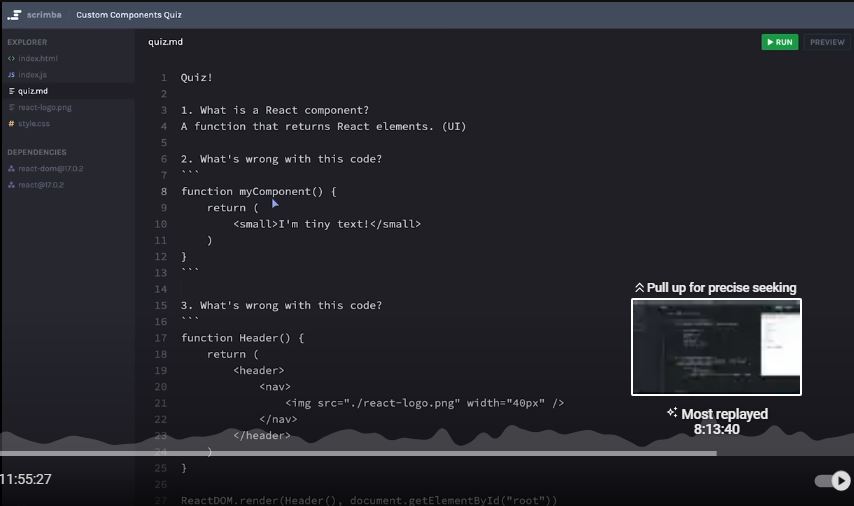 scrimba Custom Components Quiz
EXPLORER
index.html
JS index.js
quiz.md
react-logo.png
# style.css
DEPENDENCIES
react-dom@17.0.2
react@17.0.2
quiz.md
RUN PREVIEW
1 Quiz!
2
3 1. What is a React component?
4 A function that returns React elements. (UI)
5
6 2. What's wrong with this code?
7 ```
8 function myComponent() {
9 return (
10 <small>I'm tiny text!</small>
11 )
12 }
13 ```
14
15 3. What's wrong with this code?
16 ```
17 function Header() {
18 return (
19 <header>
20 <nav>
21 <img src="./react-logo.png" width="40px" />
22 </nav>
23 </header>
24 )
25 }
26
27 ReactDOM.render(Header(), document.getElementById("root"))
Pull up for precise seeking
Most replayed
8:13:40
11:55:27